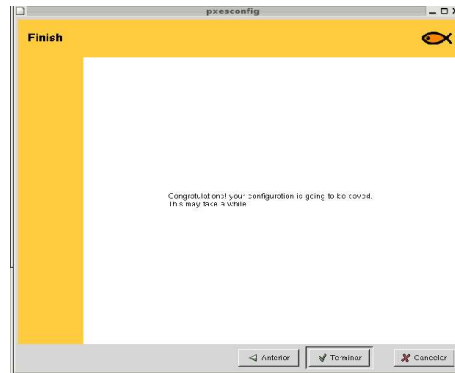 pxesconfig
Finish
Congratulations! your configuration is going to be saved.
This may take a while
Anterior
Terminar
Cancelar